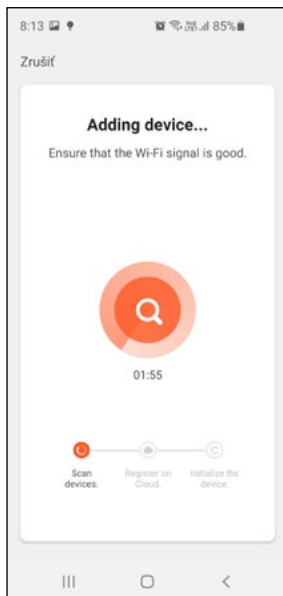 8:13 85%
Zrušiť
Adding device...
Ensure that the Wi-Fi signal is good.
01:55
Scan devices.
Register on Cloud.
Initialize the device.